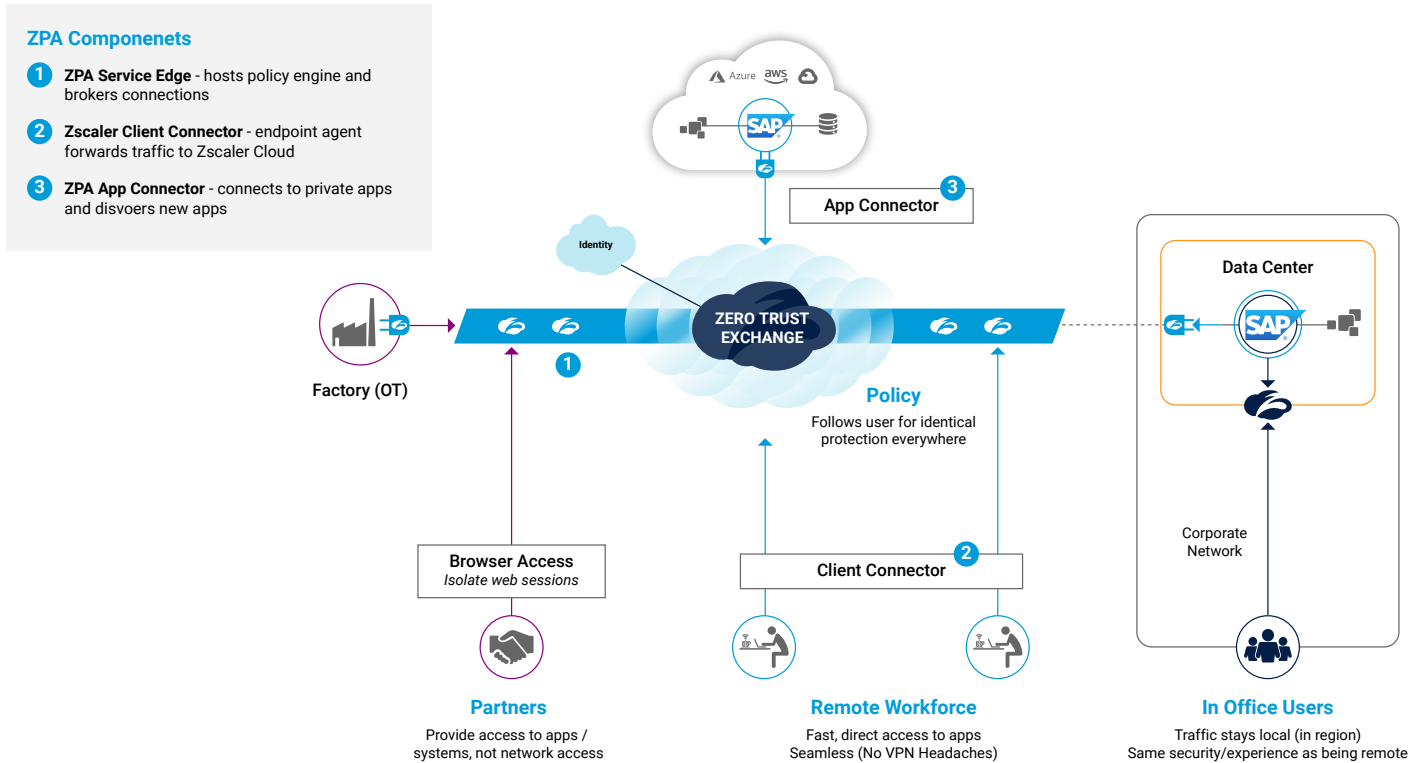 ZPA Componenets
1 ZPA Service Edge - hosts policy engine and
brokers connections
2 Zscaler Client Connector - endpoint agent
forwards traffic to Zscaler Cloud
3 ZPA App Connector - connects to private apps
and disvoers new apps
Azure aws
SAP
App Connector 3
Identity
ZERO TRUST
EXCHANGE
1
Factory (OT)
Policy
Follows user for identical
protection everywhere
Data Center
SAP
Corporate
Network
Browser Access
Isolate web sessions
Client Connector 2
Partners
Provide access to apps /
systems, not network access
Remote Workforce
Fast, direct access to apps
Seamless (No VPN Headaches)
In Office Users
Traffic stays local (in region)
Same security/experience as being remote